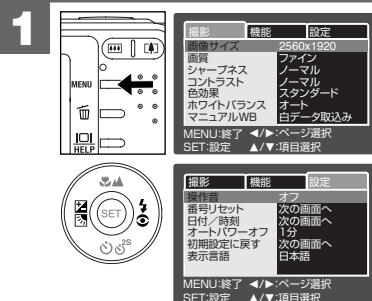 1
MENU
HELP
撮影 機能 設定
画像サイズ 2560x1920
画質 ファイン
シャープネス ノーマル
コントラスト ノーマル
色効果 スタンダード
ホワイトバランス オート
マニュアルWB 白データ取込み
MENU:終了 ◀/▶:ページ選択
SET:設定 ▲/▼:項目選択
SET
2S
撮影 機能 設定
操作音 オフ
番号リセット 次の画面へ
日付/時刻 次の画面へ
オートパワーオフ 1分
初期設定に戻す 次の画面へ
表示言語 日本語
MENU:終了 ◀/▶:ページ選択
SET:設定 ▲/▼:項目選択